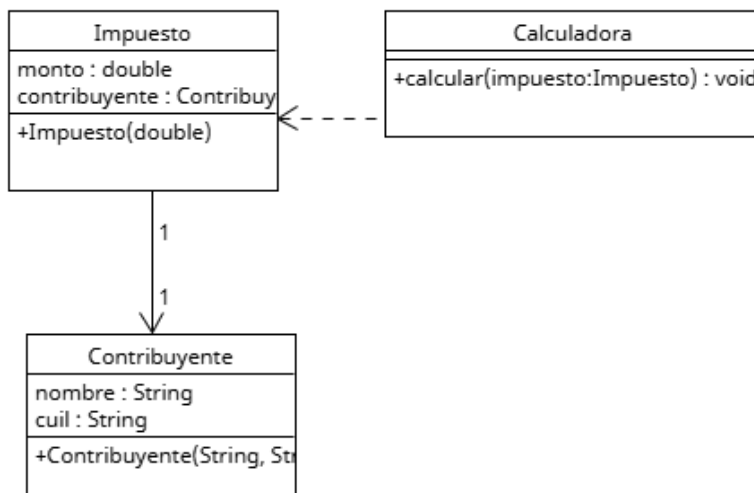 Impuesto
monto : double
contribuyente : Contribuy
+Impuesto(double)
Calculadora
+calcular(impuesto:Impuesto) : void
1
1
Contribuyente
nombre : String
cuil : String
+Contribuyente(String, Str